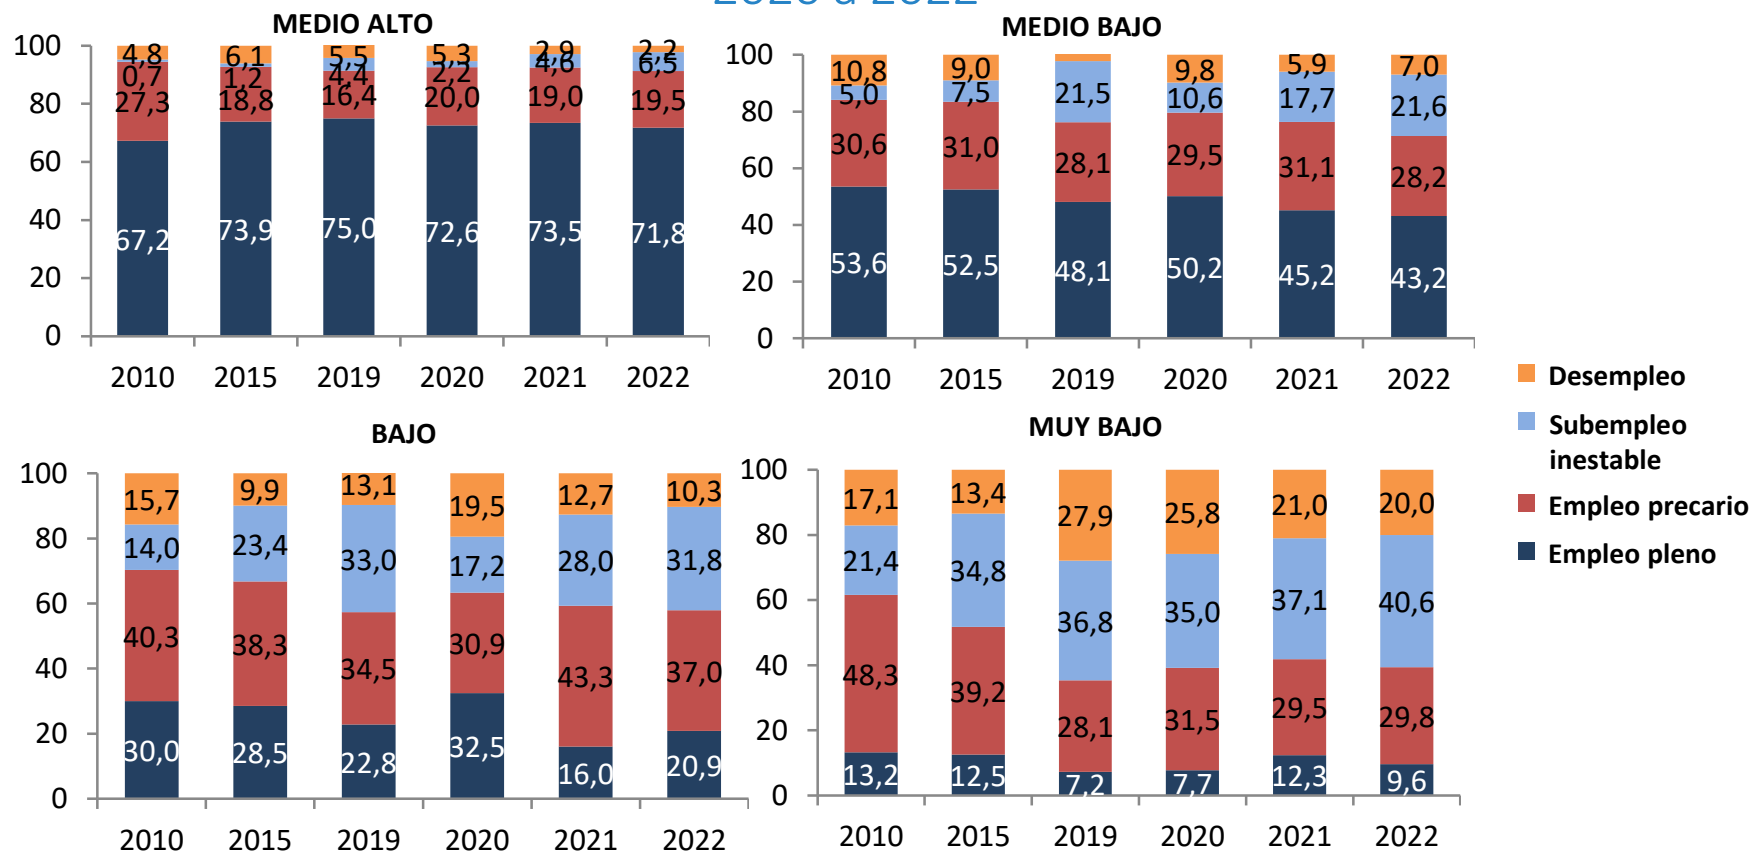 MEDIO ALTO
100
80
60
40
20
0
4,8 6,1 5,5 5,3 2,9 2,2
0,7 1,2 4,4 2,2 4,6 6,5
27,3 18,8 16,4 20,0 19,0 19,5
67,2 73,9 75,0 72,6 73,5 71,8
2010 2015 2019 2020 2021 2022
MEDIO BAJO
100
80
60
40
20
0
10,8 9,0 9,8 5,9 7,0
5,0 7,5 21,5 10,6 17,7 21,6
30,6 31,0 28,1 29,5 31,1 28,2
53,6 52,5 48,1 50,2 45,2 43,2
2010 2015 2019 2020 2021 2022
BAJO
100
80
60
40
20
0
15,7 9,9 13,1 19,5 12,7 10,3
14,0 23,4 33,0 17,2 28,0 31,8
40,3 38,3 34,5 30,9 43,3 37,0
30,0 28,5 22,8 32,5 16,0 20,9
2010 2015 2019 2020 2021 2022
MUY BAJO
100
80
60
40
20
0
17,1 13,4 27,9 25,8 21,0 20,0
21,4 34,8 36,8 35,0 37,1 40,6
48,3 39,2 28,1 31,5 29,5 29,8
13,2 12,5 7,2 7,7 12,3 9,6
2010 2015 2019 2020 2021 2022
Desempleo
Subempleo
inestable
Empleo precario
Empleo pleno